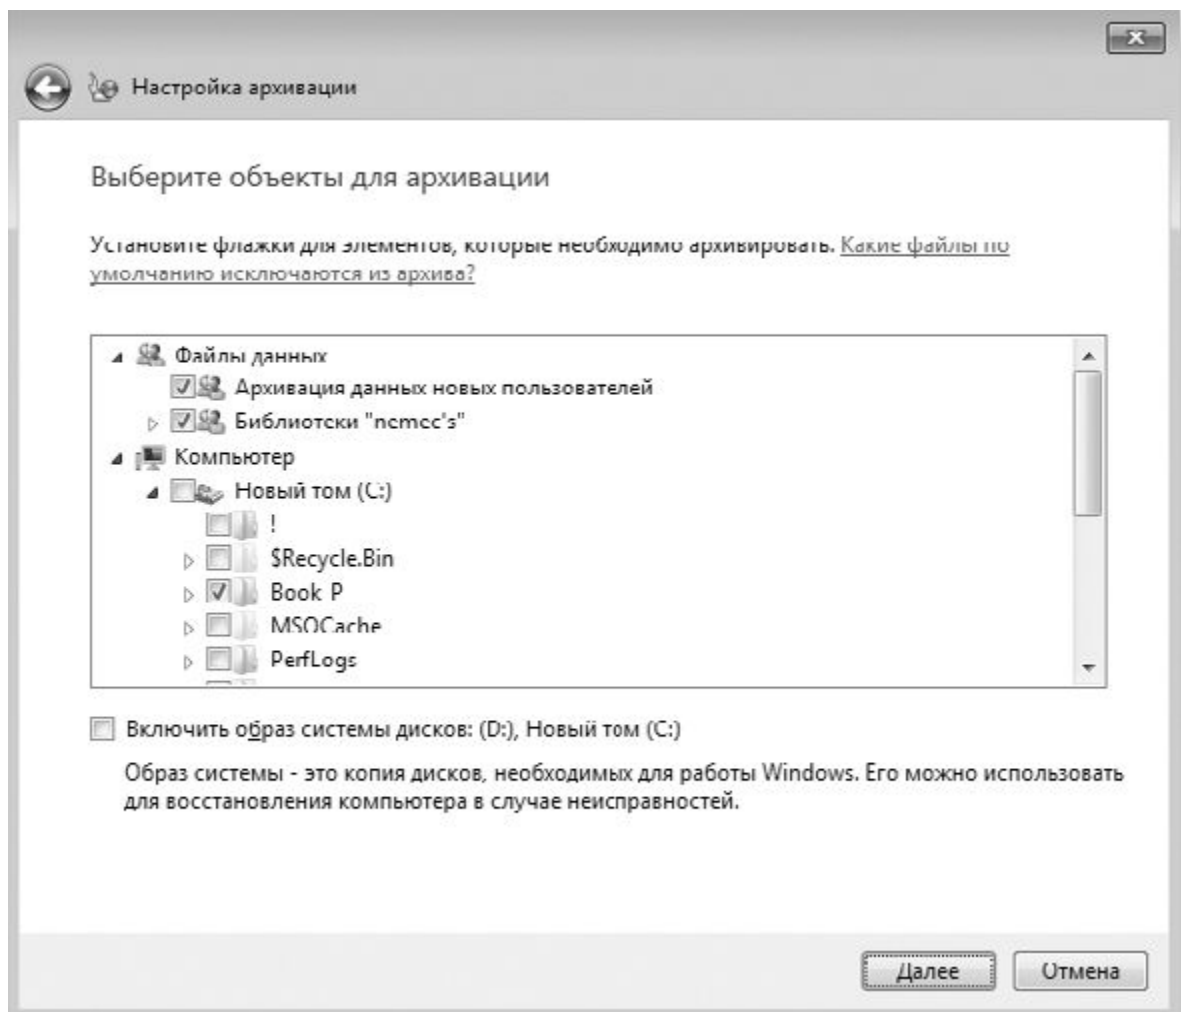 Настройка архивации
Выберите объекты для архивации
Установите флажки для элементов, которые необходимо архивировать. Какие файлы по
умолчанию исключаются из архива?
Файлы данных
Архивация данных новых пользователей
Библиотеки "nemec's"
Компьютер
Новый том (C:)
!
$Recycle.Bin
Book P
MSOCache
PerfLogs
Включить образ системы дисков: (D:), Новый том (C:)
Образ системы - это копия дисков, необходимых для работы Windows. Его можно использовать
для восстановления компьютера в случае неисправностей.
Далее
Отмена